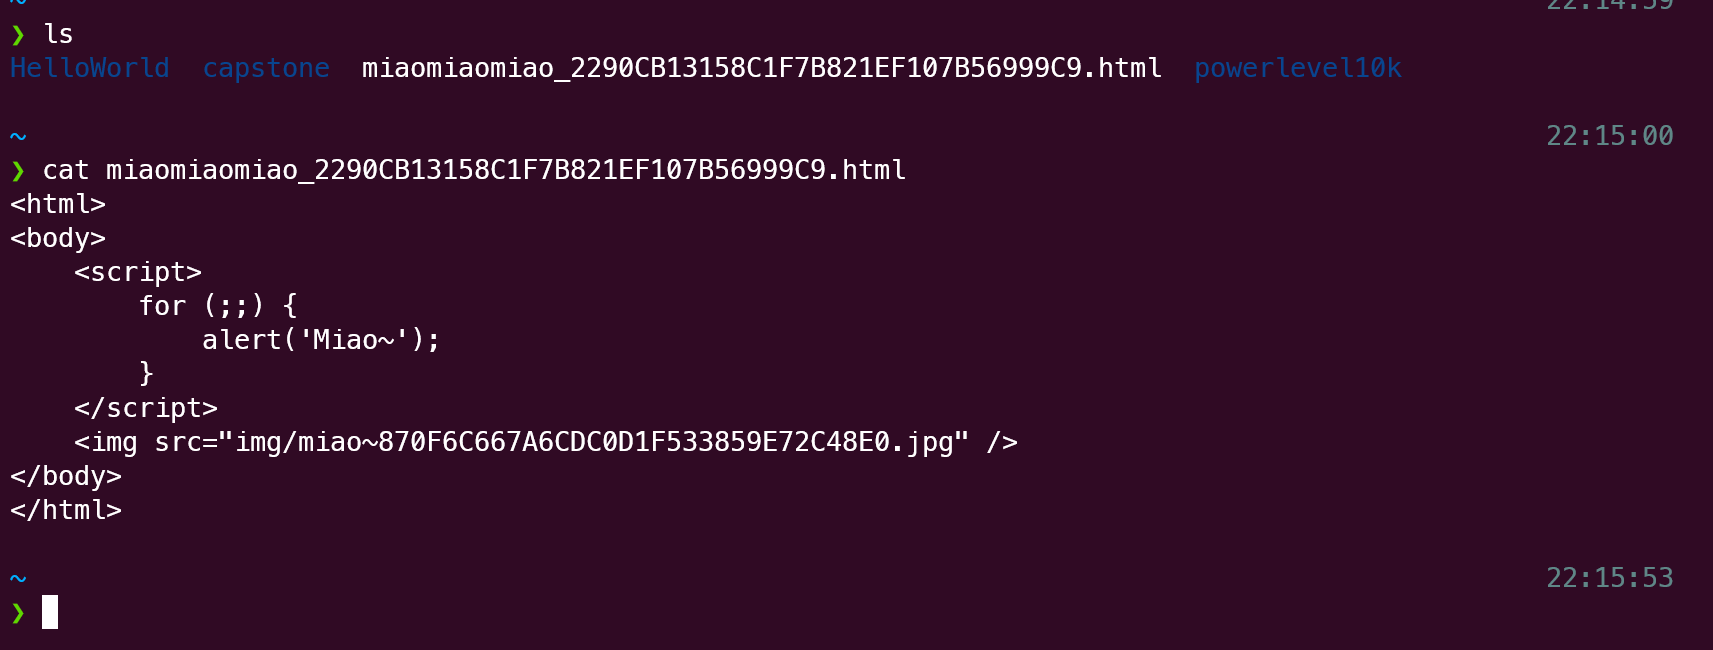 ~ 22:14:59
❯ ls
HelloWorld  capstone  miaomiaomiao_2290CB13158C1F7B821EF107B56999C9.html  powerlevel10k
~ 22:15:00
❯ cat miaomiaomiao_2290CB13158C1F7B821EF107B56999C9.html
<html>
<body>
    <script>
        for (;;) {
            alert('Miao~');
        }
    </script>
    <img src="img/miao~870F6C667A6CDC0D1F533859E72C48E0.jpg" />
</body>
</html>
~ 22:15:53
❯